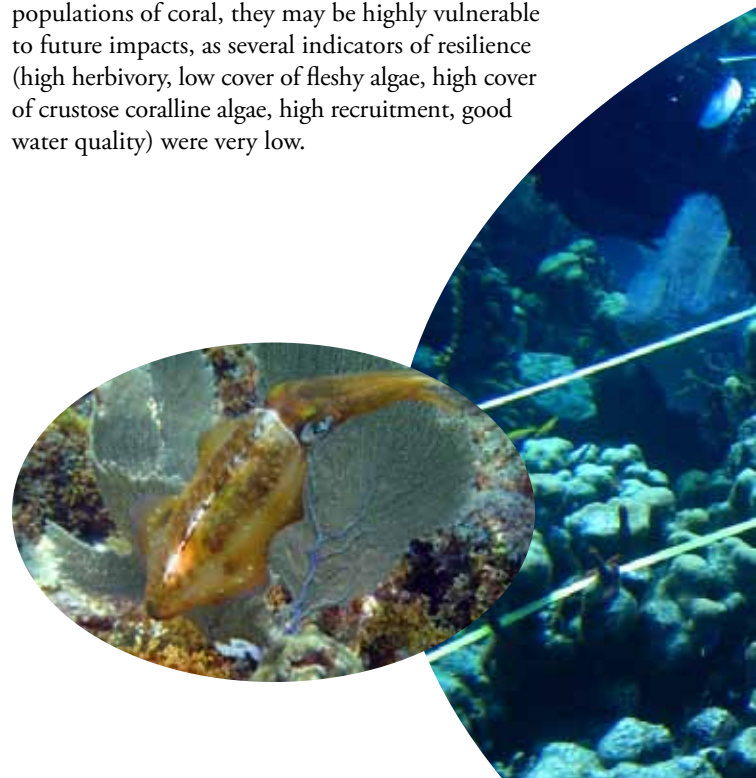 populations of coral, they may be highly vulnerable
to future impacts, as several indicators of resilience
(high herbivory, low cover of fleshy algae, high cover
of crustose coralline algae, high recruitment, good
water quality) were very low.